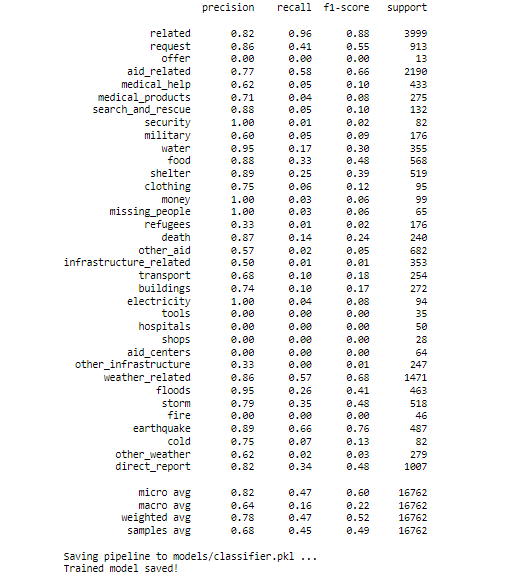 precision recall f1-score support
related 0.82 0.96 0.88 3999
request 0.86 0.41 0.55 913
offer 0.00 0.00 0.00 13
aid_related 0.77 0.58 0.66 2190
medical_help 0.62 0.05 0.10 433
medical_products 0.71 0.04 0.08 275
search_and_rescue 0.88 0.05 0.10 132
security 1.00 0.01 0.02 82
military 0.60 0.05 0.09 176
water 0.95 0.17 0.30 355
food 0.88 0.33 0.48 568
shelter 0.89 0.25 0.39 519
clothing 0.75 0.06 0.12 95
money 1.00 0.03 0.06 99
missing_people 1.00 0.03 0.06 65
refugees 0.33 0.01 0.02 176
death 0.87 0.14 0.24 240
other_aid 0.57 0.02 0.05 682
infrastructure_related 0.50 0.01 0.01 353
transport 0.68 0.10 0.18 254
buildings 0.74 0.10 0.17 272
electricity 1.00 0.04 0.08 94
tools 0.00 0.00 0.00 35
hospitals 0.00 0.00 0.00 50
shops 0.00 0.00 0.00 28
aid_centers 0.00 0.00 0.00 64
other_infrastructure 0.33 0.00 0.01 247
weather_related 0.86 0.57 0.68 1471
floods 0.95 0.26 0.41 463
storm 0.79 0.35 0.48 518
fire 0.00 0.00 0.00 46
earthquake 0.89 0.66 0.76 487
cold 0.75 0.07 0.13 82
other_weather 0.62 0.02 0.03 279
direct_report 0.82 0.34 0.48 1007
micro avg 0.82 0.47 0.60 16762
macro avg 0.64 0.16 0.22 16762
weighted avg 0.78 0.47 0.52 16762
samples avg 0.68 0.45 0.49 16762
Saving pipeline to models/classifier.pkl ...
Trained model saved!